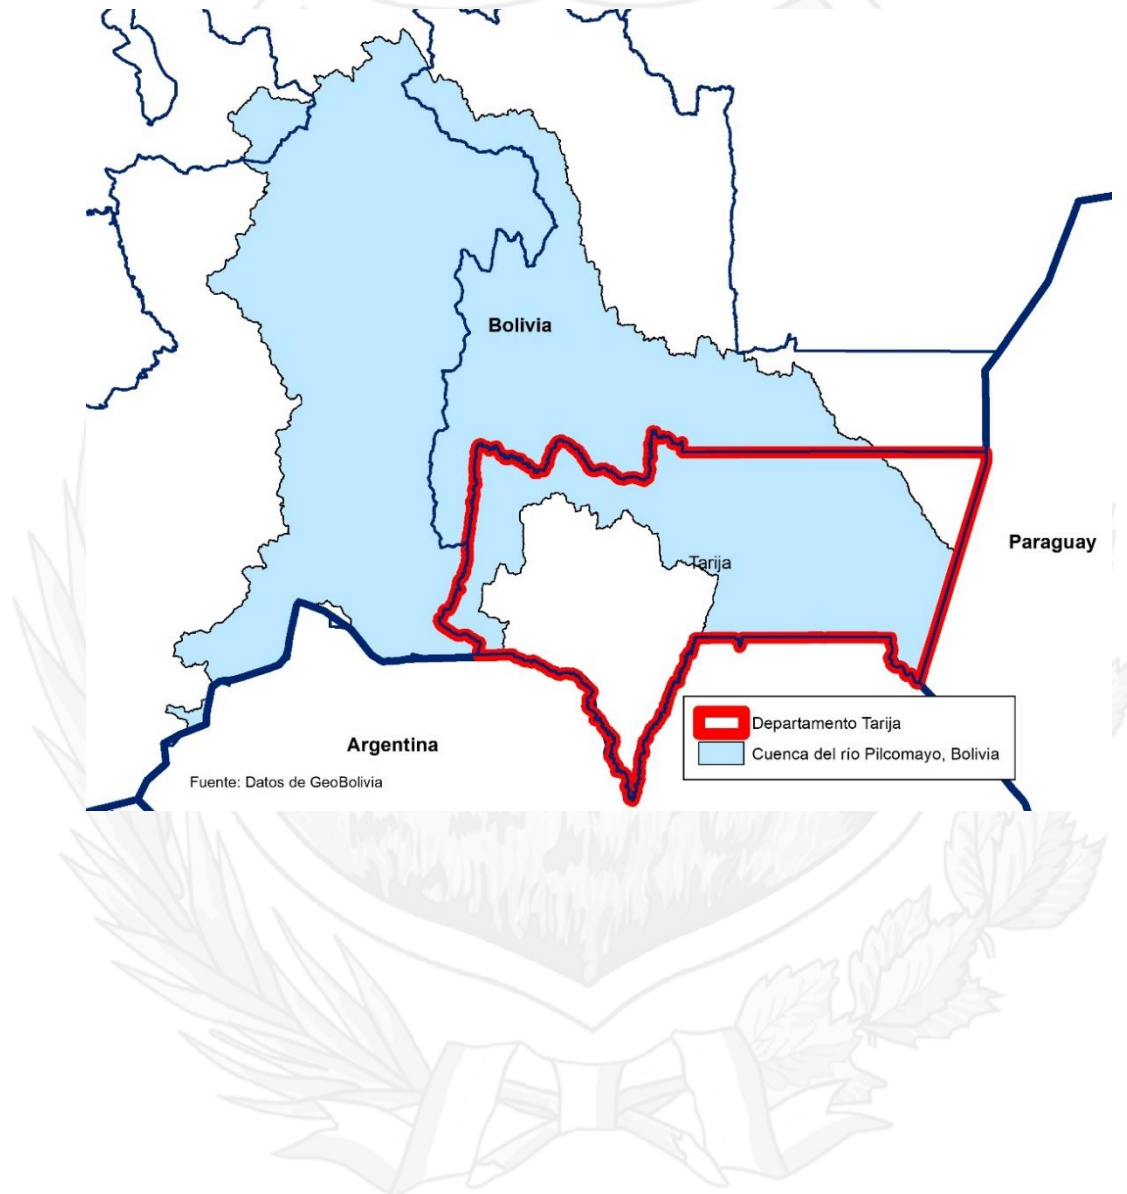 Bolivia
Tarija
Paraguay
Argentina
Departamento Tarija
Cuenca del río Pilcomayo, Bolivia
Fuente: Datos de GeoBolivia